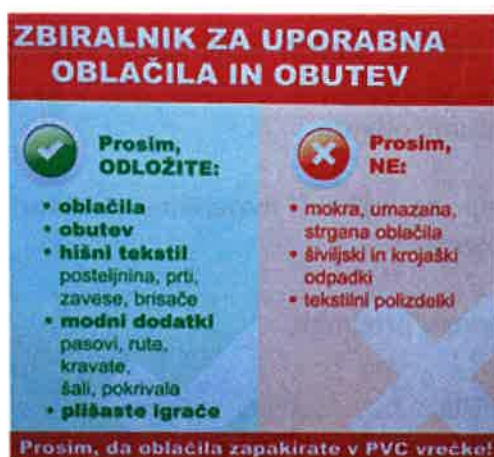 ZBIRALNIK ZA UPORABNA
OBLAČILA IN OBUTEV
Prosim,
ODLOŽITE:
• oblačila
• obutev
• hišni tekstil
posteljnina, prti,
zavese, brisače
• modni dodatki
pasovi, rute,
kravate,
šali, pokrivala
• plišaste igrače
Prosim,
NE:
• mokra, umazana,
strgana oblačila
• šiviljski in krojaški
odpadki
• tekstilni polizdelki
Prosim, da oblačila zapakirate v PVC vrečke!